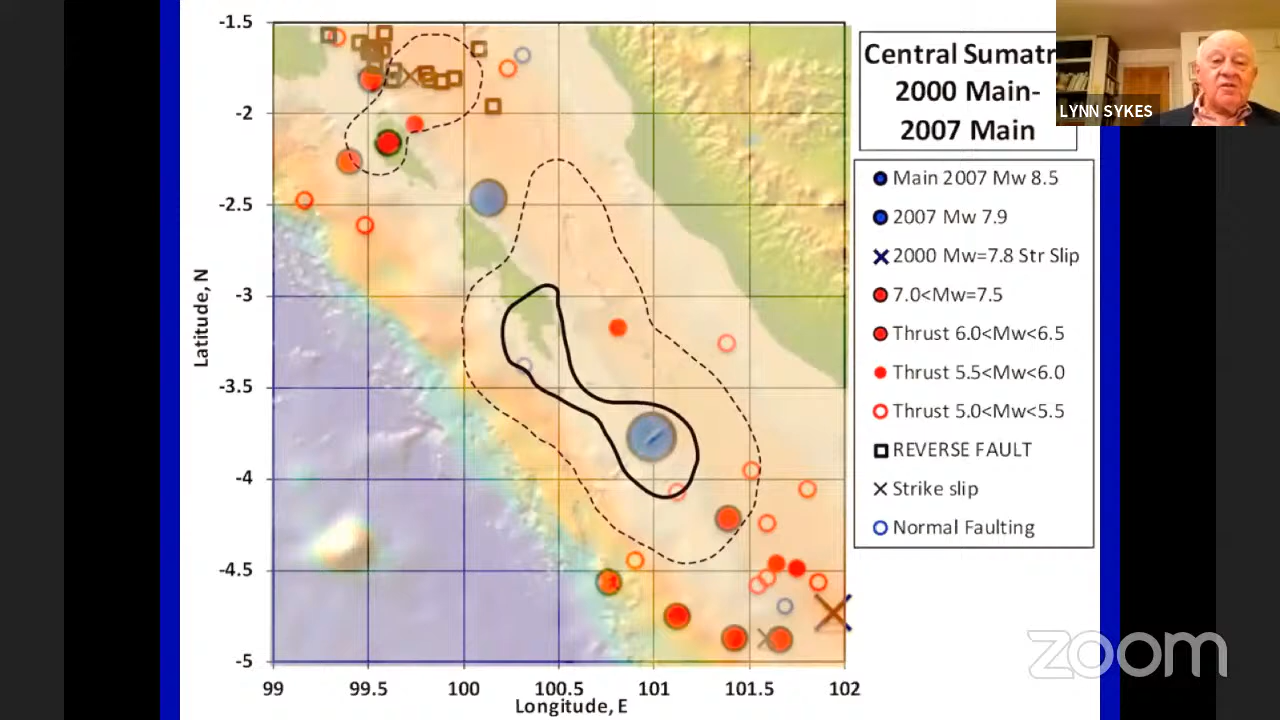 Central Sumatr
2000 Main-
2007 Main
LYNN SYKES
Main 2007 Mw 8.5
2007 Mw 7.9
2000 Mw=7.8 Str Slip
7.0<Mw=7.5
Thrust 6.0<Mw<6.5
Thrust 5.5<Mw<6.0
Thrust 5.0<Mw<5.5
REVERSE FAULT
Strike slip
Normal Faulting
Latitude, N
-1.5
-2
-2.5
-3
-3.5
-4
-4.5
-5
99
99.5
100
100.5
101
101.5
102
Longitude, E
zoom